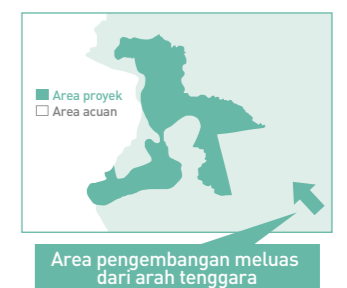 Area proyek
Area acuan
Area pengembangan meluas
dari arah tenggara